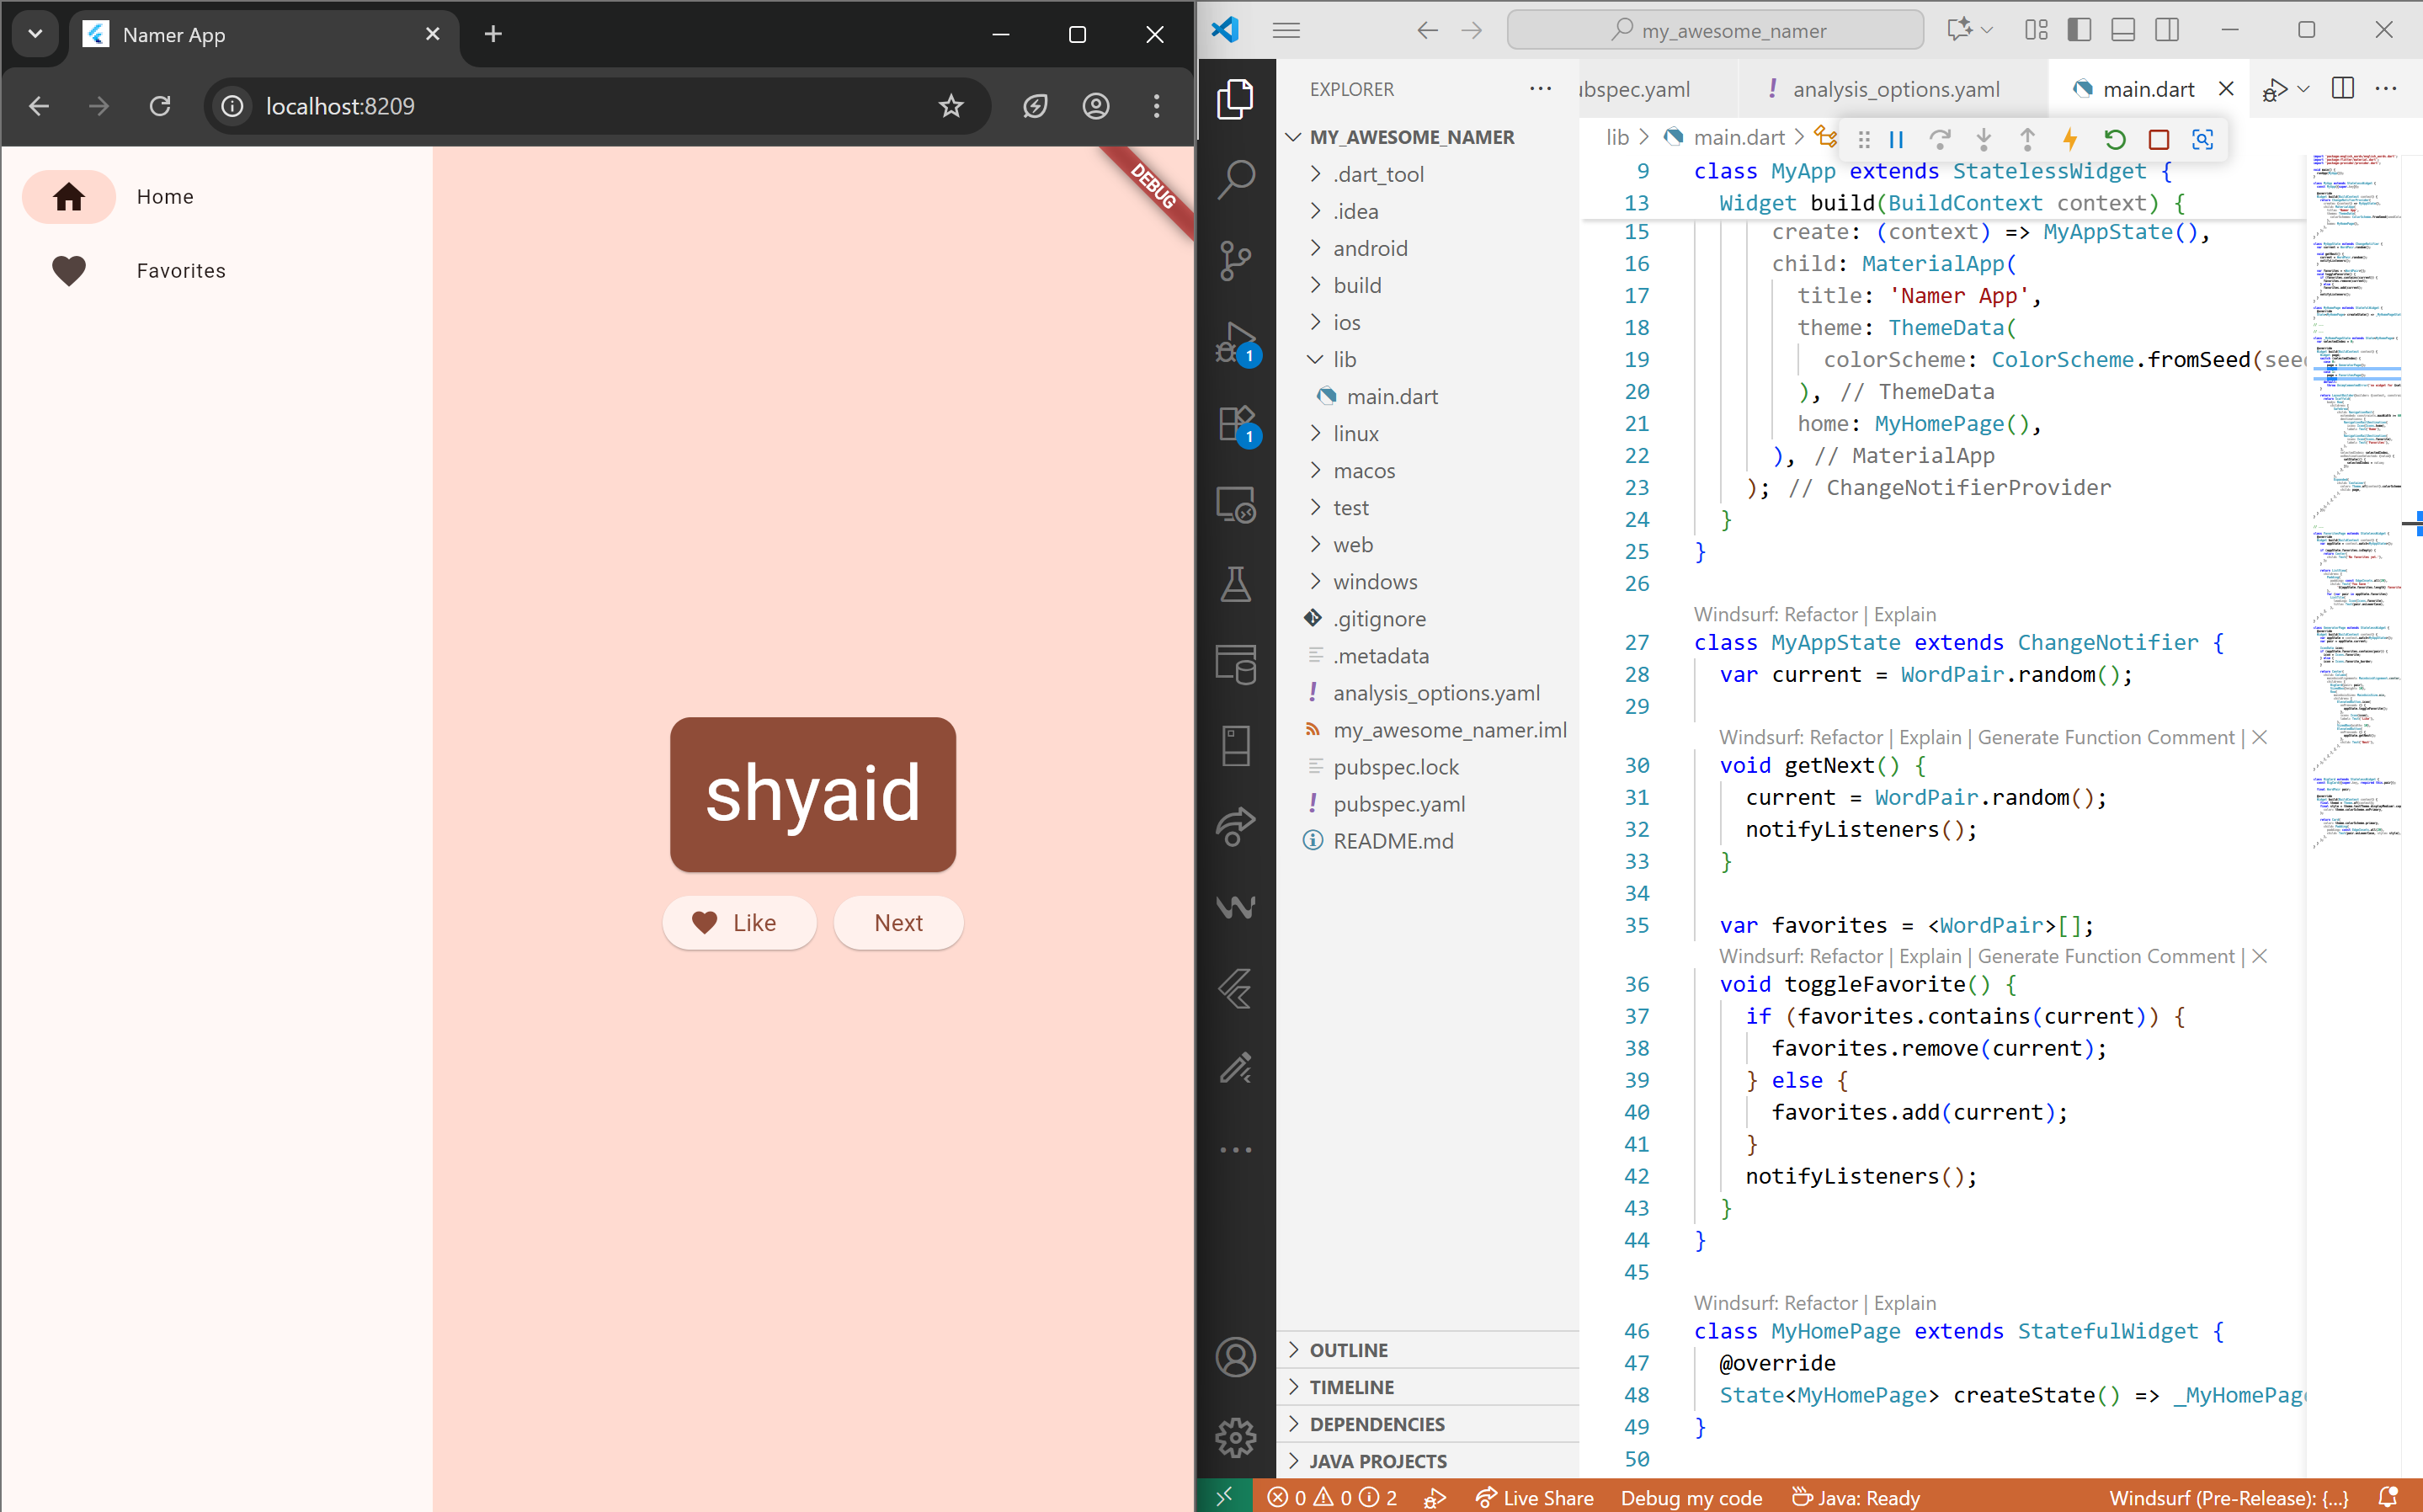 Namer App
localhost:8209
Home
Favorites
DEBUG
shyaid
Like
Next
my_awesome_namer
EXPLORER
MY_AWESOME_NAMER
.dart_tool
.idea
android
build
ios
lib
main.dart
linux
macos
test
web
windows
.gitignore
.metadata
analysis_options.yaml
my_awesome_namer.iml
pubspec.lock
pubspec.yaml
README.md
OUTLINE
TIMELINE
DEPENDENCIES
JAVA PROJECTS
1
1
ubspec.yaml
! analysis_options.yaml
main.dart
lib > main.dart >
9 class MyApp extends StatelessWidget {
13 Widget build(BuildContext context) {
15 create: (context) => MyAppState(),
16 child: MaterialApp(
17 title: 'Namer App',
18 theme: ThemeData(
19 colorScheme: ColorScheme.fromSeed(see
20 ), // ThemeData
21 home: MyHomePage(),
22 ), // MaterialApp
23 ); // ChangeNotifierProvider
24 }
25 }
26
Windsurf: Refactor | Explain
27 class MyAppState extends ChangeNotifier {
28 var current = WordPair.random();
29
Windsurf: Refactor | Explain | Generate Function Comment | ×
30 void getNext() {
31 current = WordPair.random();
32 notifyListeners();
33 }
34
35 var favorites = <WordPair>[];
Windsurf: Refactor | Explain | Generate Function Comment | ×
36 void toggleFavorite() {
37 if (favorites.contains(current)) {
38 favorites.remove(current);
39 } else {
40 favorites.add(current);
41 }
42 notifyListeners();
43 }
44 }
45
Windsurf: Refactor | Explain
46 class MyHomePage extends StatefulWidget {
47 @override
48 State<MyHomePage> createState() => _MyHomePag
49 }
50
0 0 2 Live Share Debug my code Java: Ready Windsurf (Pre-Release): {...}